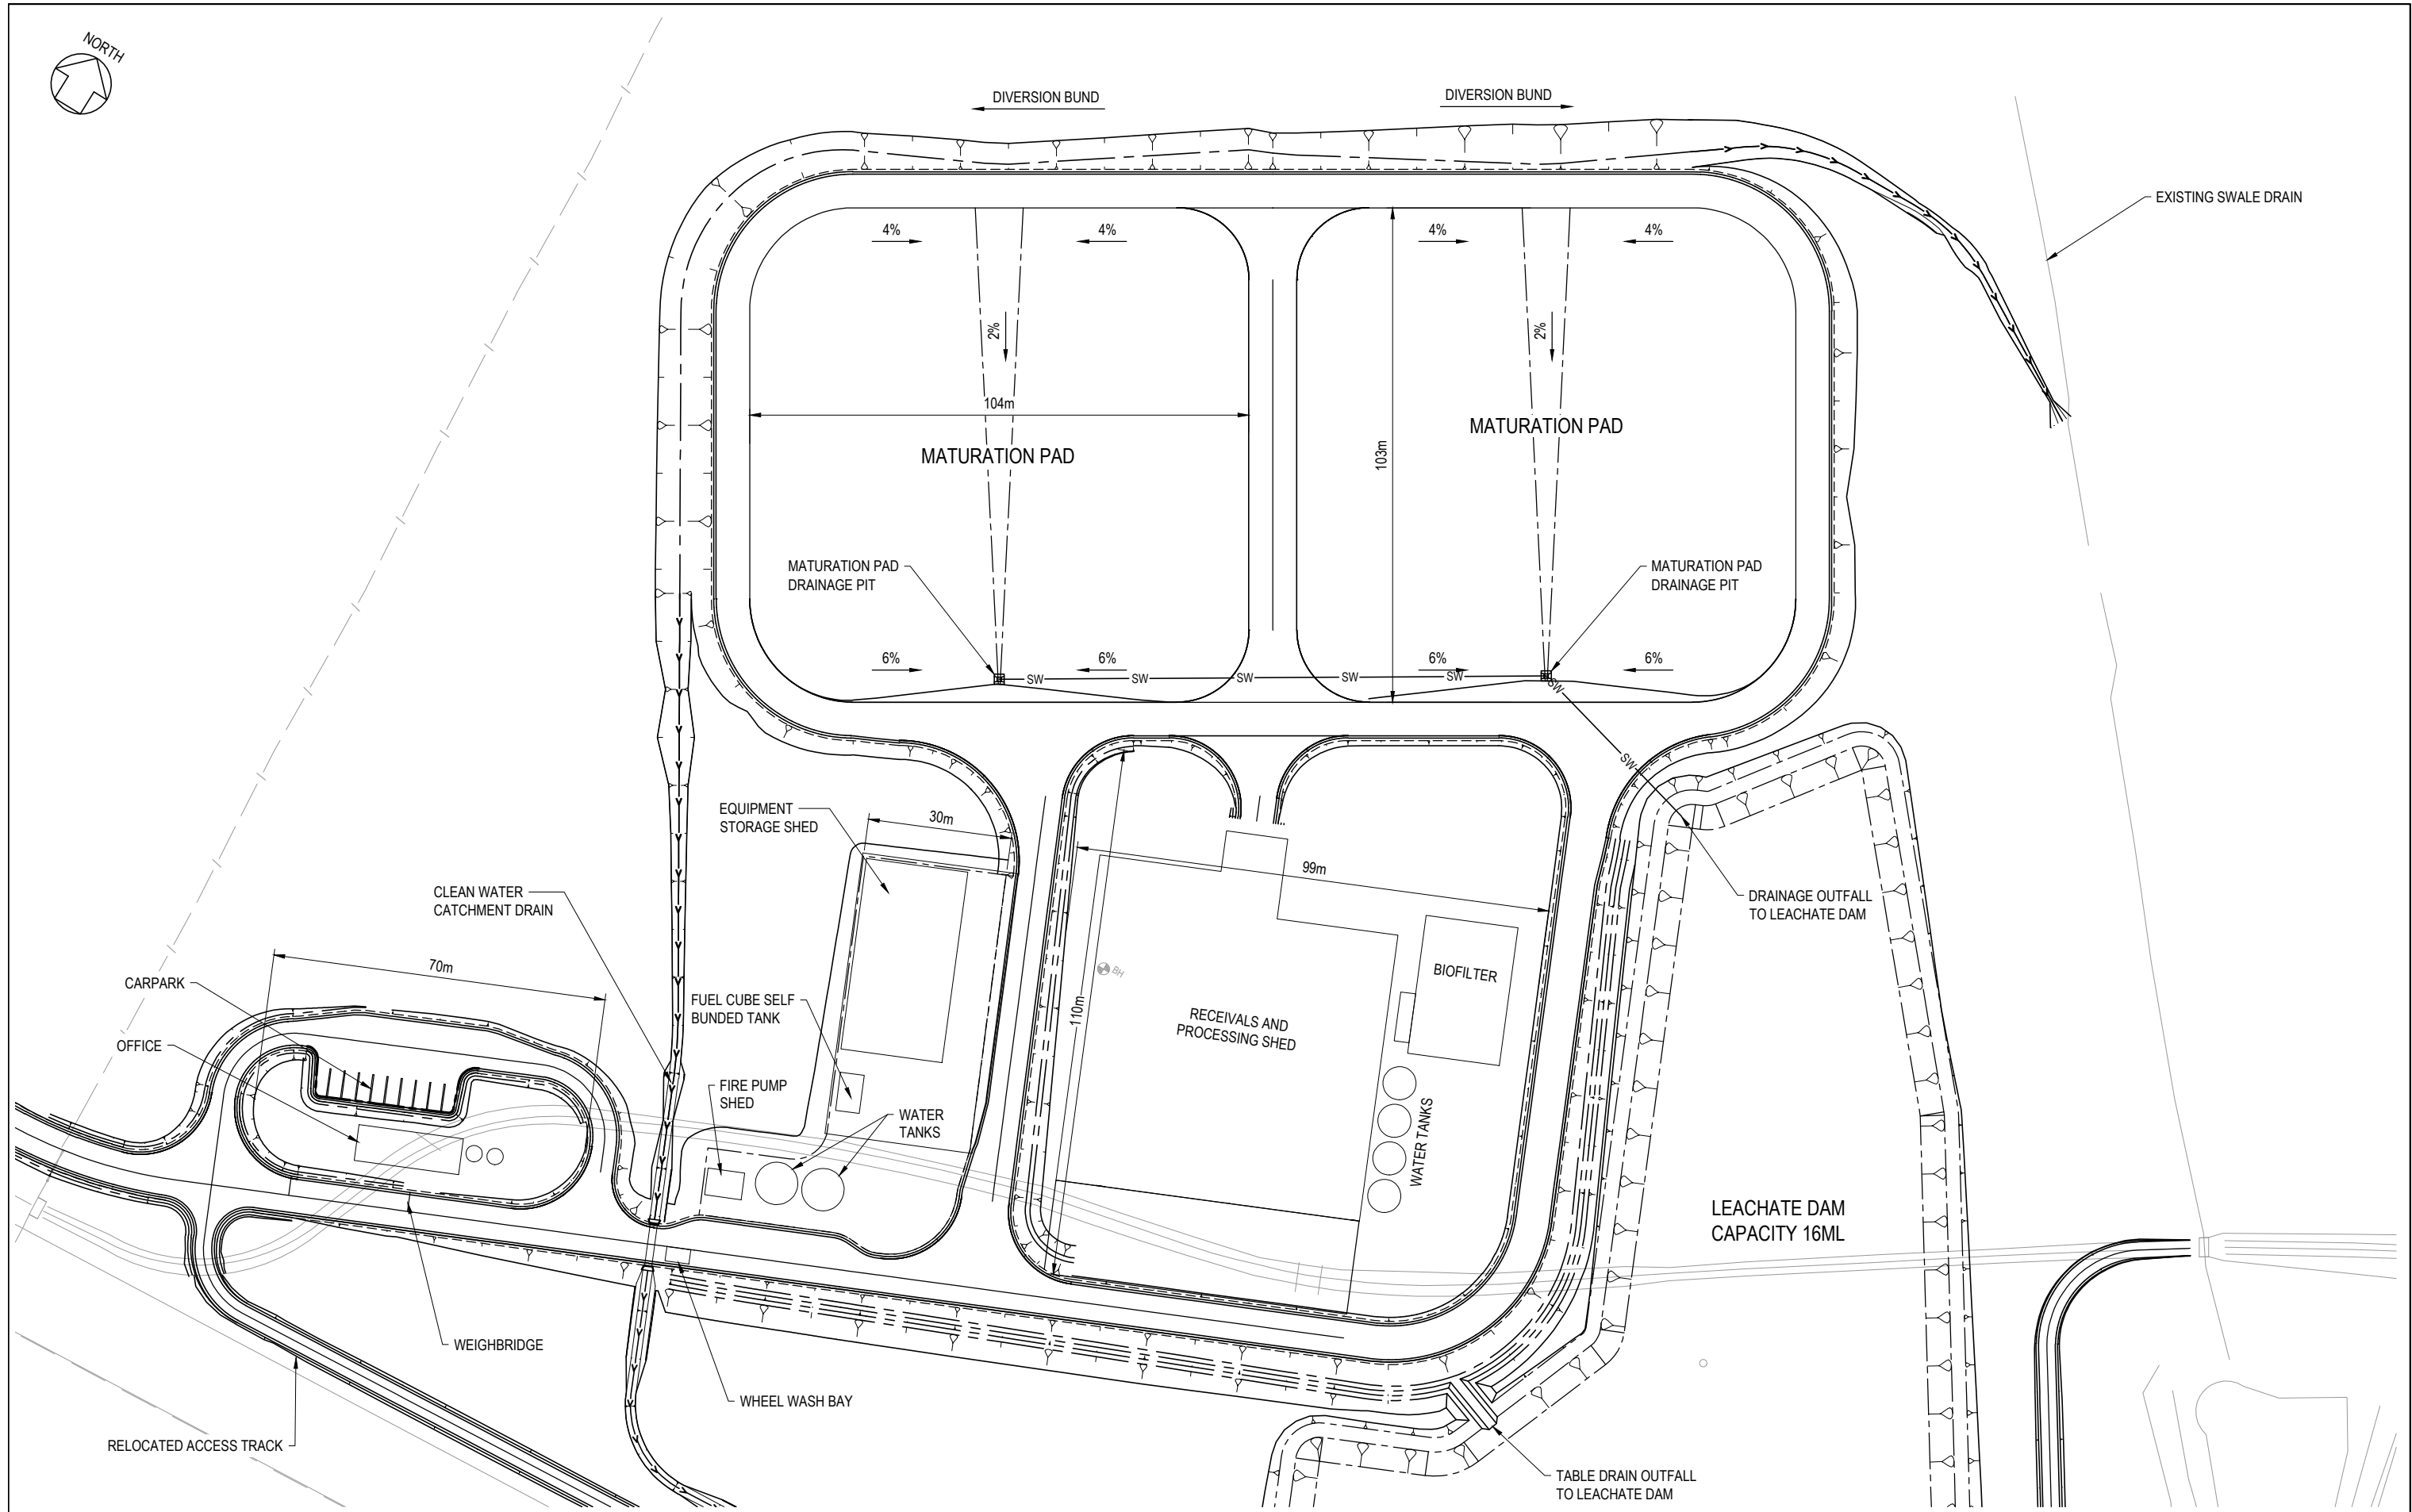 NORTH
DIVERSION BUND
DIVERSION BUND
EXISTING SWALE DRAIN
4%
4%
4%
4%
2%
2%
104m
MATURATION PAD
MATURATION PAD
103m
MATURATION PAD
DRAINAGE PIT
MATURATION PAD
DRAINAGE PIT
6%
6%
6%
6%
SW
SW
SW
SW
SW
SW
SW
EQUIPMENT
STORAGE SHED
30m
99m
CLEAN WATER
CATCHMENT DRAIN
DRAINAGE OUTFALL
TO LEACHATE DAM
70m
CARPARK
BH
BIOFILTER
FUEL CUBE SELF
BUNDED TANK
110m
RECEIVALS AND
PROCESSING SHED
OFFICE
FIRE PUMP
SHED
WATER
TANKS
WATER TANKS
LEACHATE DAM
CAPACITY 16ML
WEIGHBRIDGE
WHEEL WASH BAY
RELOCATED ACCESS TRACK
TABLE DRAIN OUTFALL
TO LEACHATE DAM